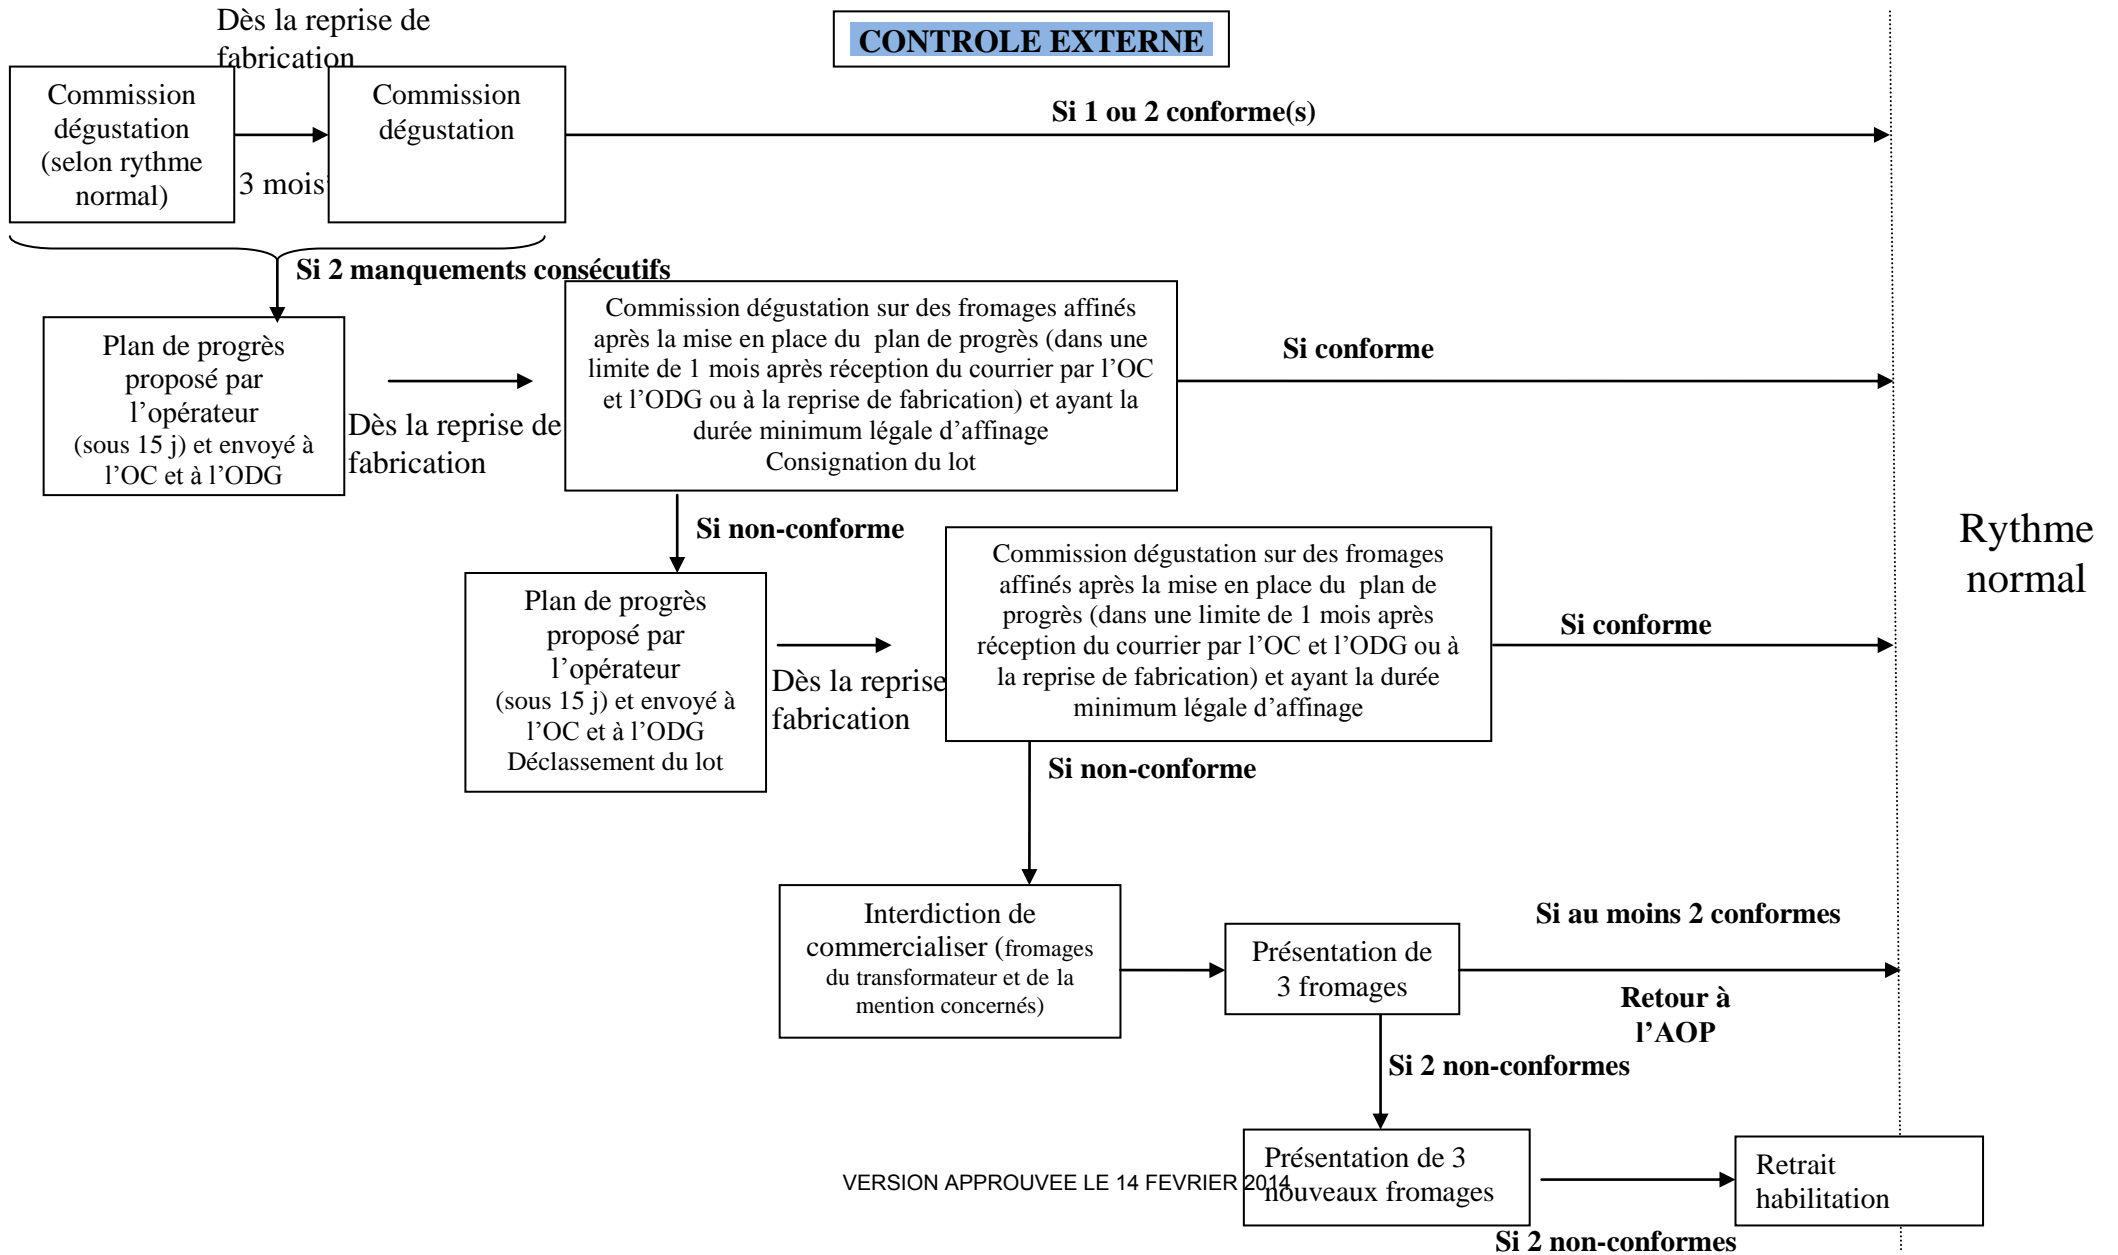 Dès la reprise de
fabrication
CONTROLE EXTERNE
Commission
dégustation
(selon rythme
normal)
3 mois
Commission
dégustation
Si 1 ou 2 conforme(s)
Si 2 manquements consécutifs
Plan de progrès
proposé par
l’opérateur
(sous 15 j) et envoyé à
l’OC et à l’ODG
Dès la reprise de
fabrication
Commission dégustation sur des fromages affinés
après la mise en place du plan de progrès (dans une
limite de 1 mois après réception du courrier par l’OC
et l’ODG ou à la reprise de fabrication) et ayant la
durée minimum légale d’affinage
Consignation du lot
Si conforme
Si non-conforme
Rythme
normal
Plan de progrès
proposé par
l’opérateur
(sous 15 j) et envoyé à
l’OC et à l’ODG
Déclassement du lot
Dès la reprise
fabrication
Commission dégustation sur des fromages
affinés après la mise en place du plan de
progrès (dans une limite de 1 mois après
réception du courrier par l’OC et l’ODG ou à
la reprise de fabrication) et ayant la durée
minimum légale d’affinage
Si conforme
Si non-conforme
Interdiction de
commercialiser (fromages
du transformateur et de la
mention concernés)
Présentation de
3 fromages
Si au moins 2 conformes
Retour à
l’AOP
Si 2 non-conformes
Présentation de 3
nouveaux fromages
Retrait
habilitation
Si 2 non-conformes
VERSION APPROUVEE LE 14 FEVRIER 2014